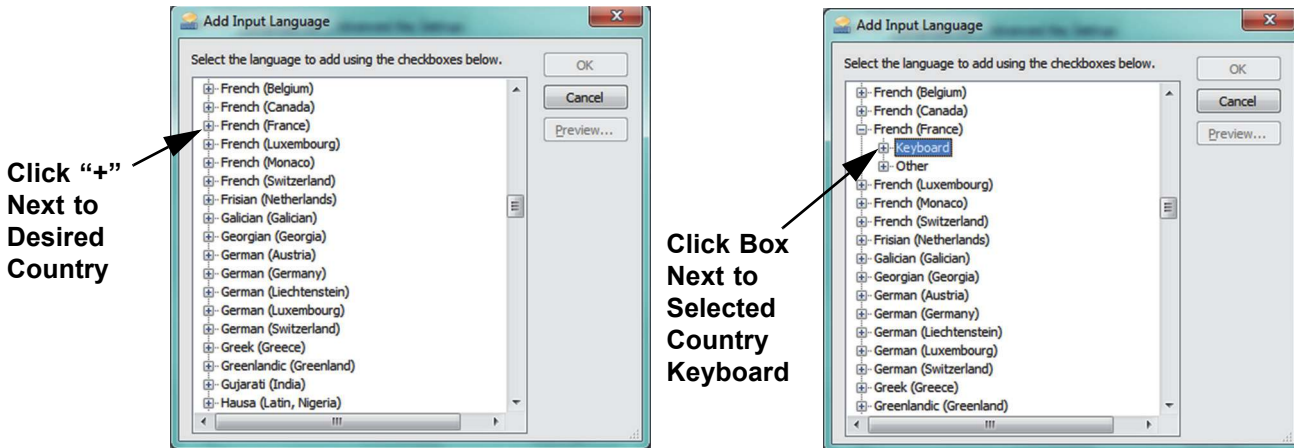 Add Input Language
Select the language to add using the checkboxes below.
French (Belgium)
French (Canada)
French (France)
French (Luxembourg)
French (Monaco)
French (Switzerland)
Frisian (Netherlands)
Galician (Galician)
Georgian (Georgia)
German (Austria)
German (Germany)
German (Liechtenstein)
German (Luxembourg)
German (Switzerland)
Greek (Greece)
Greenlandic (Greenland)
Gujarati (India)
Hausa (Latin, Nigeria)
OK
Cancel
Preview...
Click “+”
Next to
Desired
Country
Add Input Language
Select the language to add using the checkboxes below.
French (Belgium)
French (Canada)
French (France)
Keyboard
Other
French (Luxembourg)
French (Monaco)
French (Switzerland)
Frisian (Netherlands)
Galician (Galician)
Georgian (Georgia)
German (Austria)
German (Germany)
German (Liechtenstein)
German (Luxembourg)
German (Switzerland)
Greek (Greece)
Greenlandic (Greenland)
OK
Cancel
Preview...
Click Box
Next to
Selected
Country
Keyboard